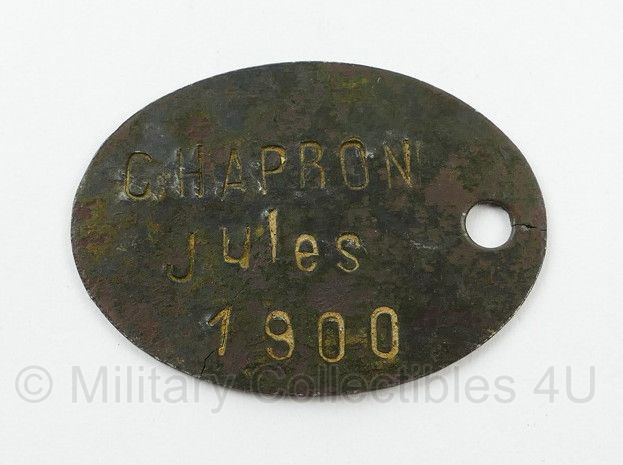 CHAPRON
Jules
1900
© Military Collectibles 4U